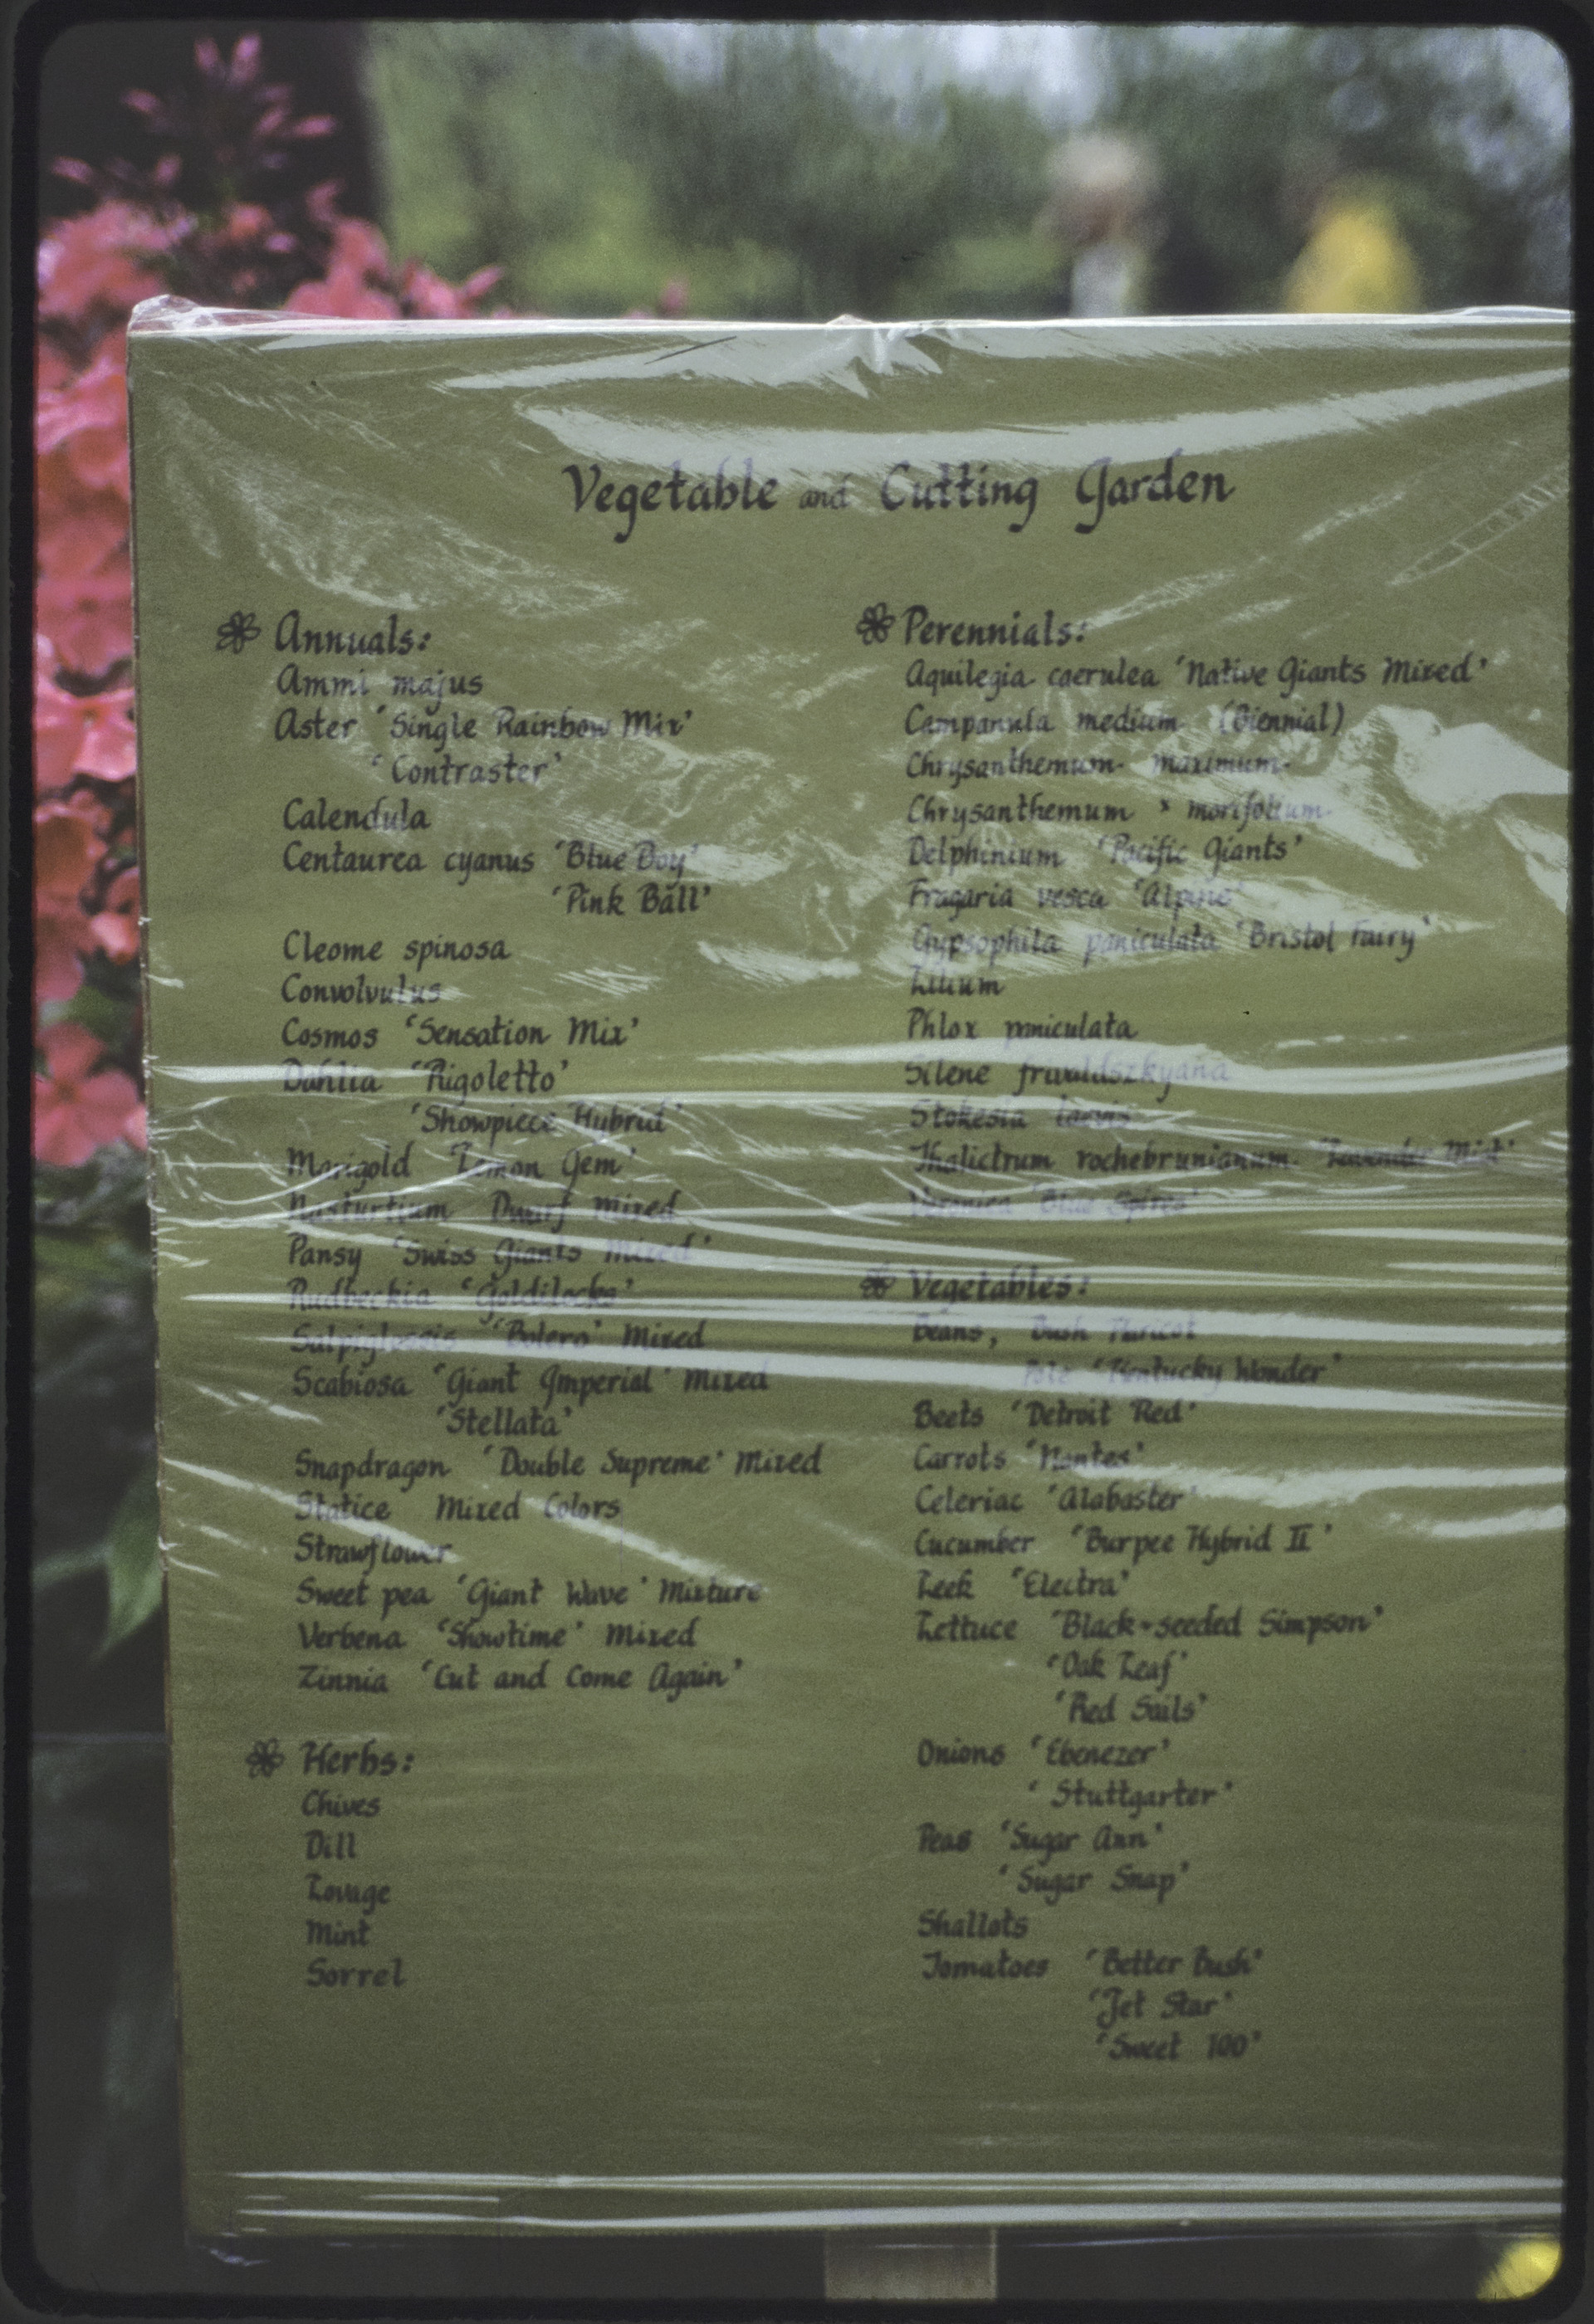 Vegetable and Cutting Garden
Annuals:
Ammi majus
Aster 'Single Rainbow Mix'
'Contraster'
Calendula
Centaurea cyanus 'Blue Boy'
'Pink Ball'
Cleome spinosa
Convolvulus
Cosmos 'Sensation Mix'
Dahlia 'Rigoletto'
'Showpiece Hybrid'
Marigold 'Lemon Gem'
Nasturtium Dwarf Mixed
Pansy 'Swiss Giants Mixed'
Rudbeckia 'Goldilocks'
Salpiglossis 'Bolero' Mixed
Scabiosa 'Giant Imperial' Mixed
'Stellata'
Snapdragon 'Double Supreme' Mixed
Statice Mixed Colors
Strawflower
Sweet pea 'Giant Wave' Mixture
Verbena 'Showtime' Mixed
Zinnia 'Cut and Come Again'
Herbs:
Chives
Dill
Lovage
Mint
Sorrel
Perennials:
Aquilegia caerulea 'Native Giants Mixed'
Campanula medium (Biennial)
Chrysanthemum maximum
Chrysanthemum x morifolium
Delphinium 'Pacific Giants'
Fragaria vesca 'Alpine'
Gypsophila paniculata 'Bristol Fairy'
Lilium
Phlox paniculata
Silene frivaldszkyana
Stokesia laevis
Thalictrum rochebrunianum 'Lavender Mist'
Veronica 'Blue Spires'
Vegetables:
Beans, Bush
Pole 'Kentucky Wonder'
Beets 'Detroit Red'
Carrots 'Nantes'
Celeriac 'Alabaster'
Cucumber 'Burpee Hybrid II'
Leek 'Electra'
Lettuce 'Black-seeded Simpson'
'Oak Leaf'
'Red Sails'
Onions 'Ebenezer'
'Stuttgarter'
Peas 'Sugar Ann'
'Sugar Snap'
Shallots
Tomatoes 'Better Bush'
'Jet Star'
'Sweet 100'